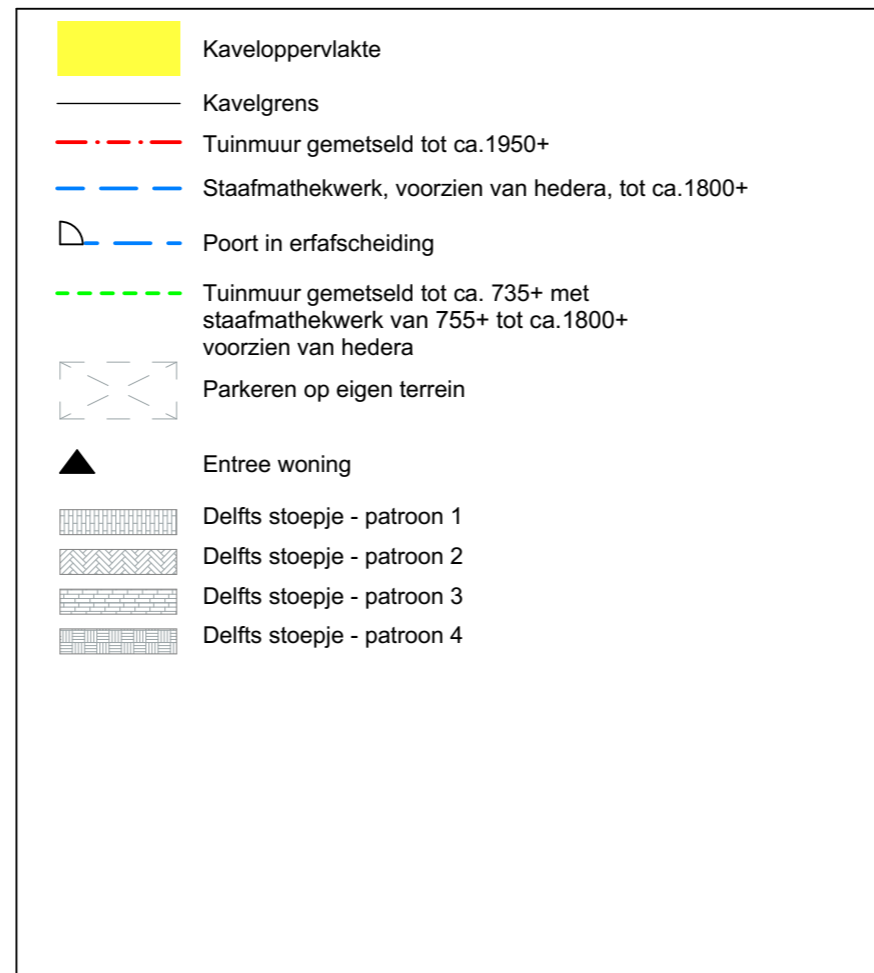 Kaveloppervlakte
Kavelgrens
Tuinmuur gemetseld tot ca.1950+
Staafmathekwerk, voorzien van hedera, tot ca.1800+
Poort in erfafscheiding
Tuinmuur gemetseld tot ca. 735+ met
staafmathekwerk van 755+ tot ca.1800+
voorzien van hedera
Parkeren op eigen terrein
Entree woning
Delfts stoepje - patroon 1
Delfts stoepje - patroon 2
Delfts stoepje - patroon 3
Delfts stoepje - patroon 4